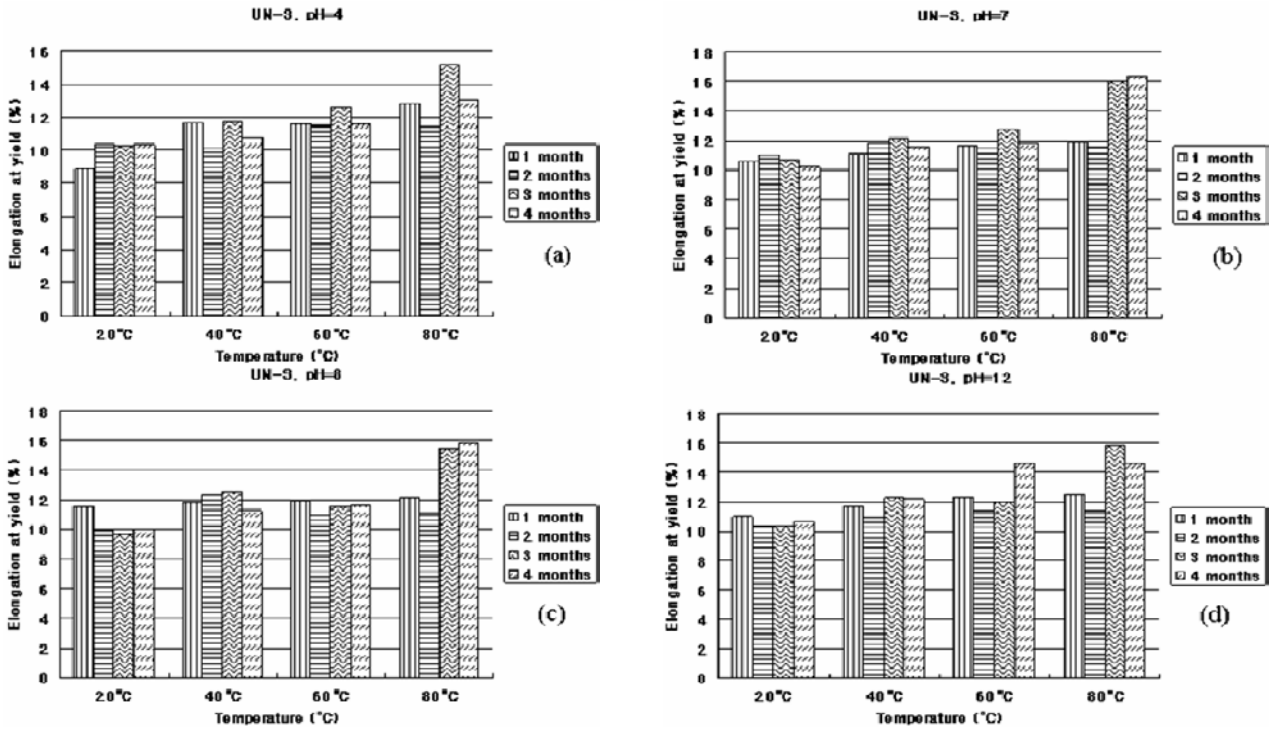 UN-3, pH=4
Elongation at yield (%)
16
14
12
10
8
6
4
2
0
20°C 40°C 60°C 80°C
Temperature (°C)
1 month
2 months
3 months
4 months
(a)
UN-3, pH=7
Elongation at yield (%)
18
16
14
12
10
8
6
4
2
0
20°C 40°C 60°C 80°C
Temperature (°C)
1 month
2 months
3 months
4 months
(b)
UN-3, pH=8
Elongation at yield (%)
18
16
14
12
10
8
6
4
2
0
20°C 40°C 60°C 80°C
Temperature (°C)
1 month
2 months
3 months
4 months
(c)
UN-3, pH=12
Elongation at yield (%)
18
16
14
12
10
8
6
4
2
0
20°C 40°C 60°C 80°C
Temperature (°C)
1 month
2 months
3 months
4 months
(d)